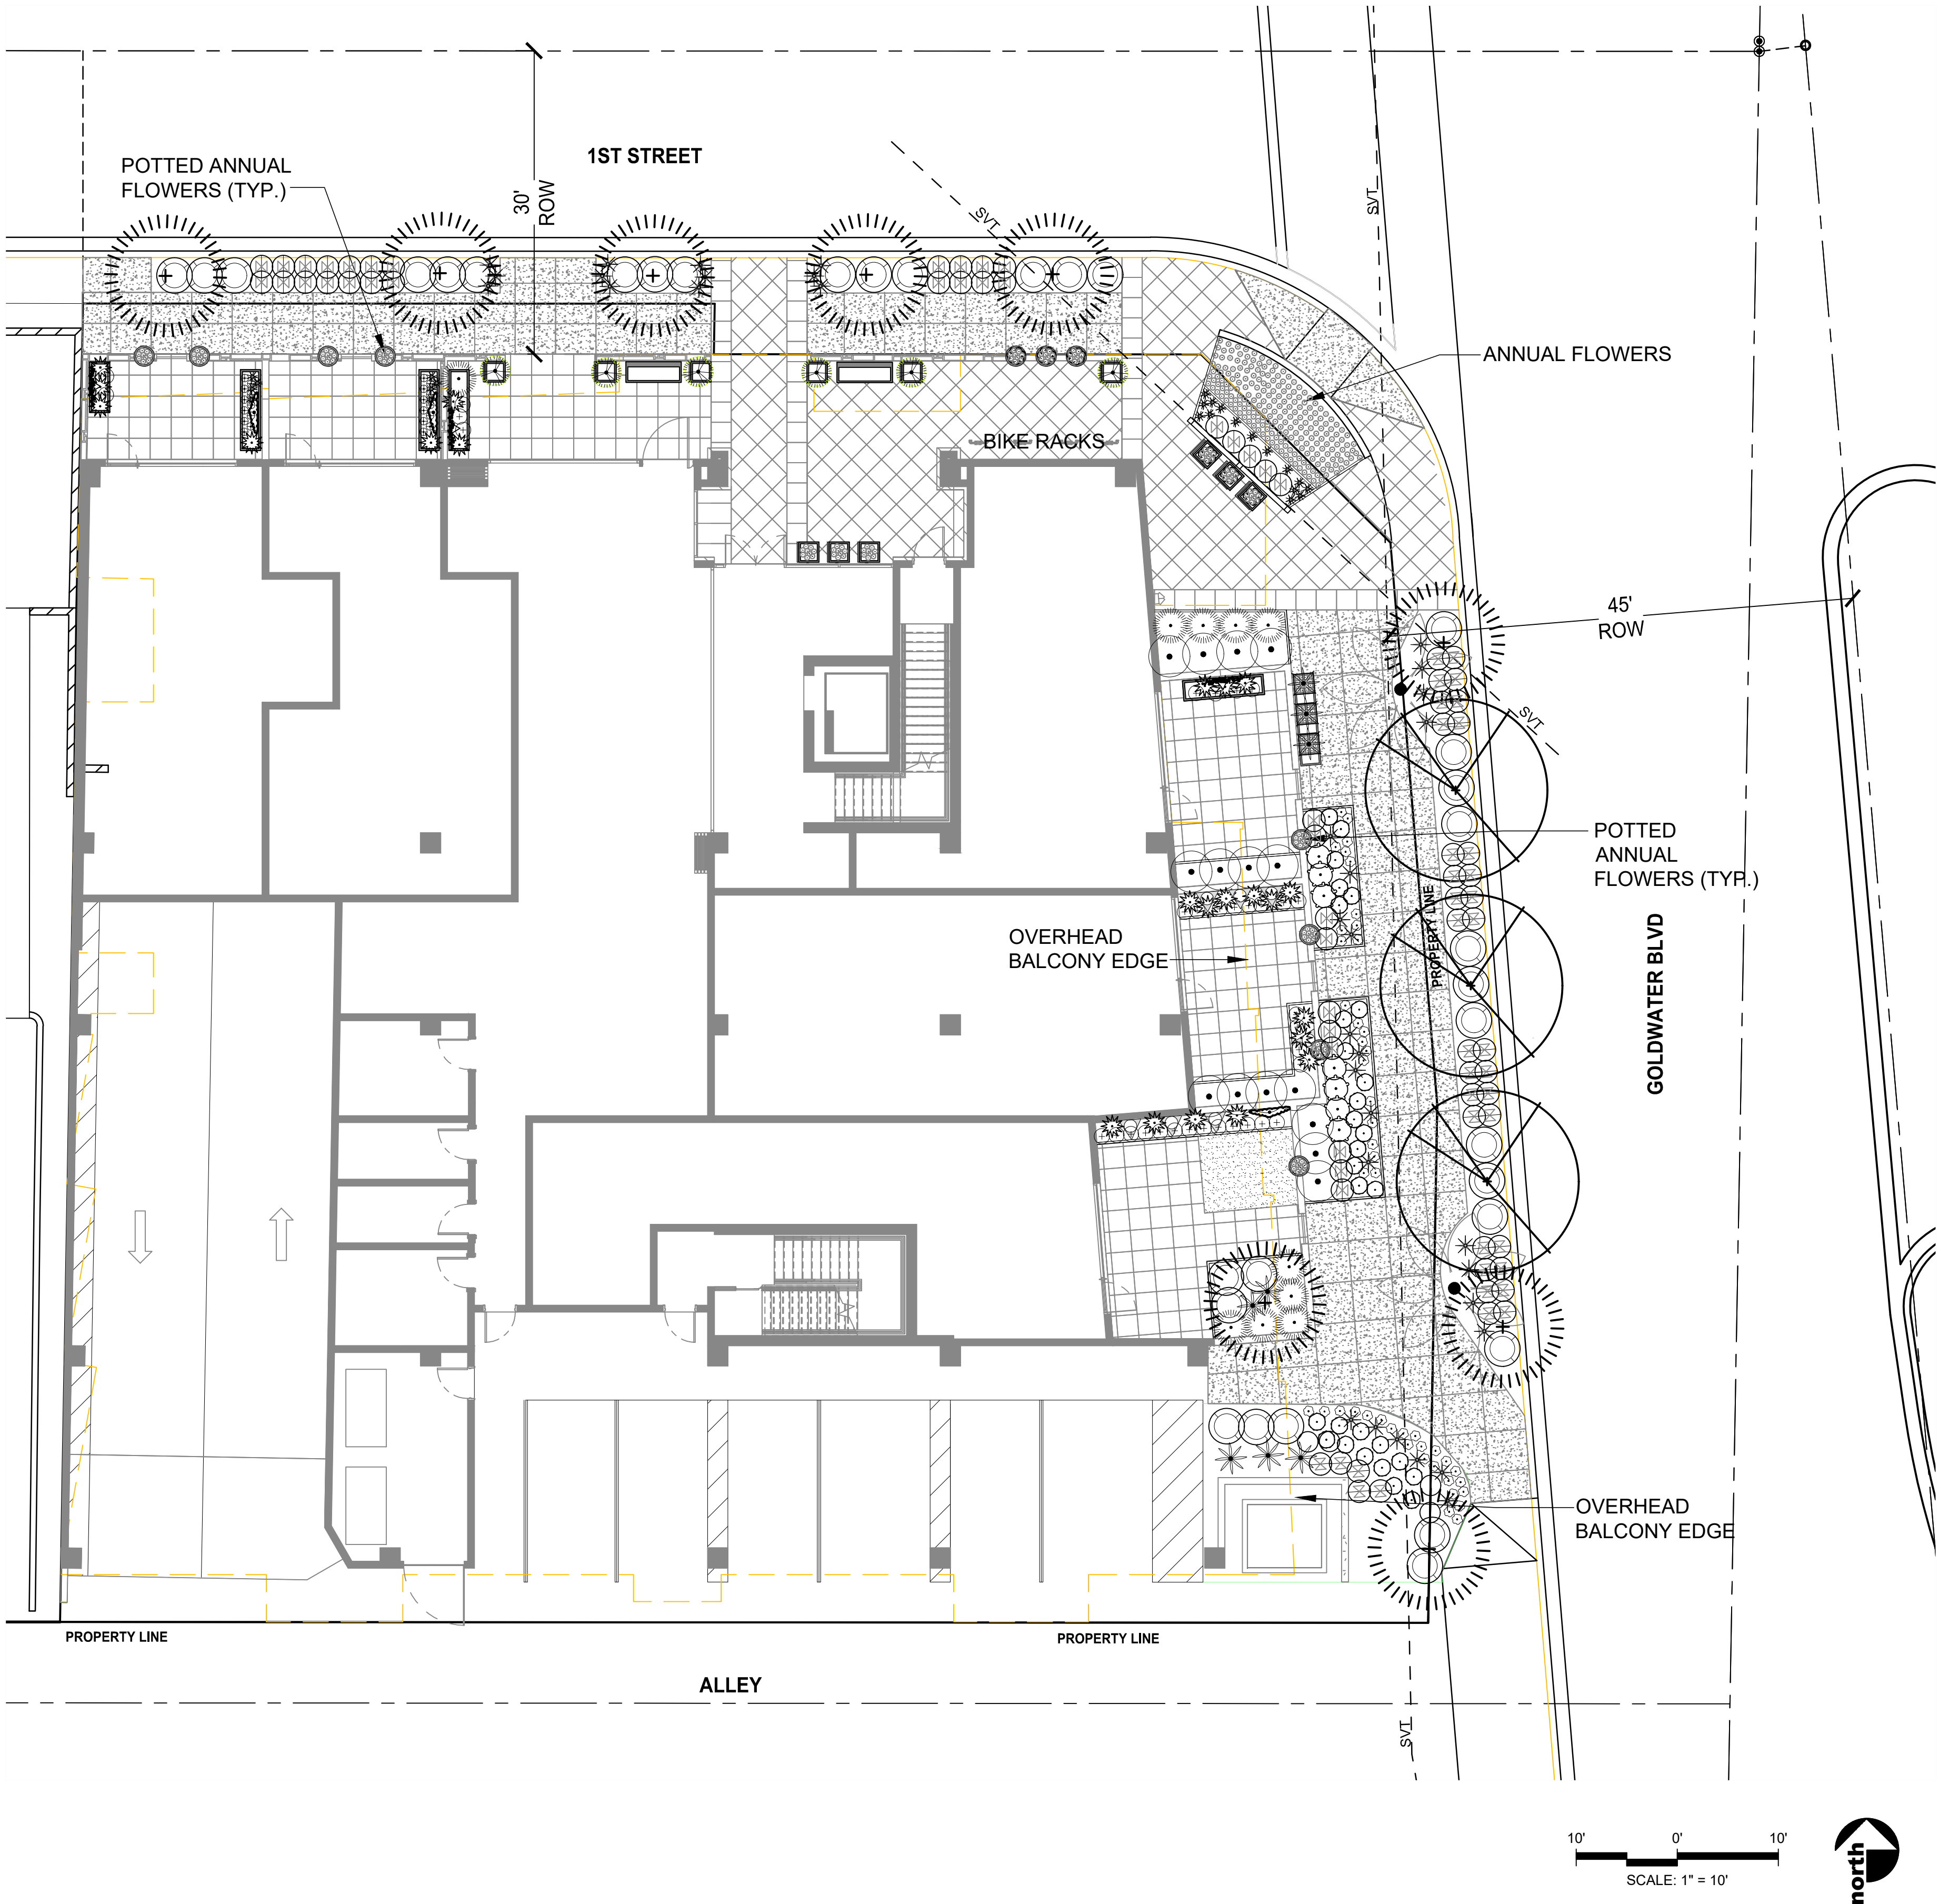 1ST STREET
POTTED ANNUAL
FLOWERS (TYP.)
30'
ROW
SVT
SVT
ANNUAL FLOWERS
BIKE RACKS
45'
ROW
SVT
POTTED
ANNUAL
FLOWERS (TYP.)
PROPERTY LINE
GOLDWATER BLVD
OVERHEAD
BALCONY EDGE
OVERHEAD
BALCONY EDGE
PROPERTY LINE
PROPERTY LINE
ALLEY
SVT
10'
0'
10'
SCALE: 1" = 10'
north